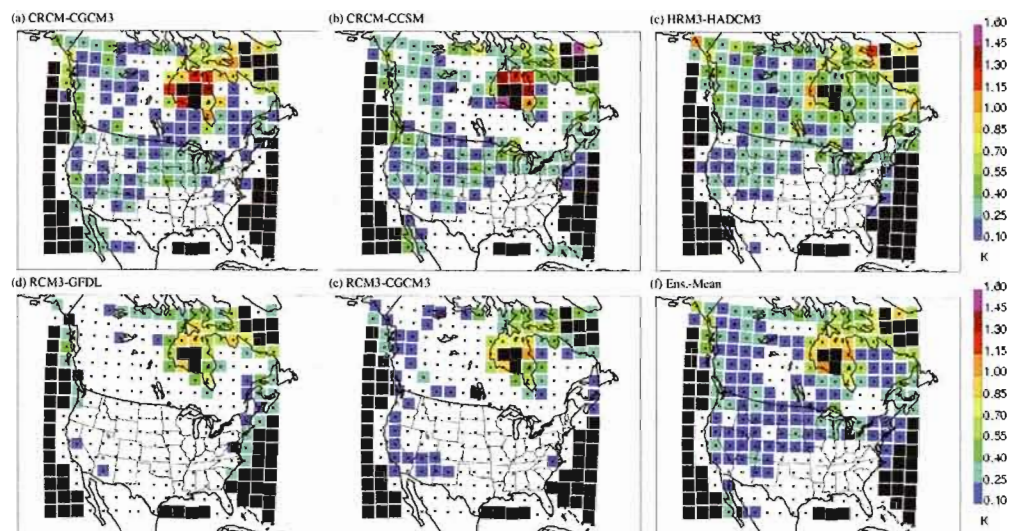 (a) CRCM-CGCM3
(b) CRCM-CCSM
(c) HRM3-HADCM3
1.60
1.45
1.30
1.15
1.00
0.85
0.70
0.55
0.40
0.25
0.10
K
(d) RCM3-GFDL
(e) RCM3-CGCM3
(f) Ens.-Mean
1.60
1.45
1.30
1.15
1.00
0.85
0.70
0.55
0.40
0.25
0.10
K